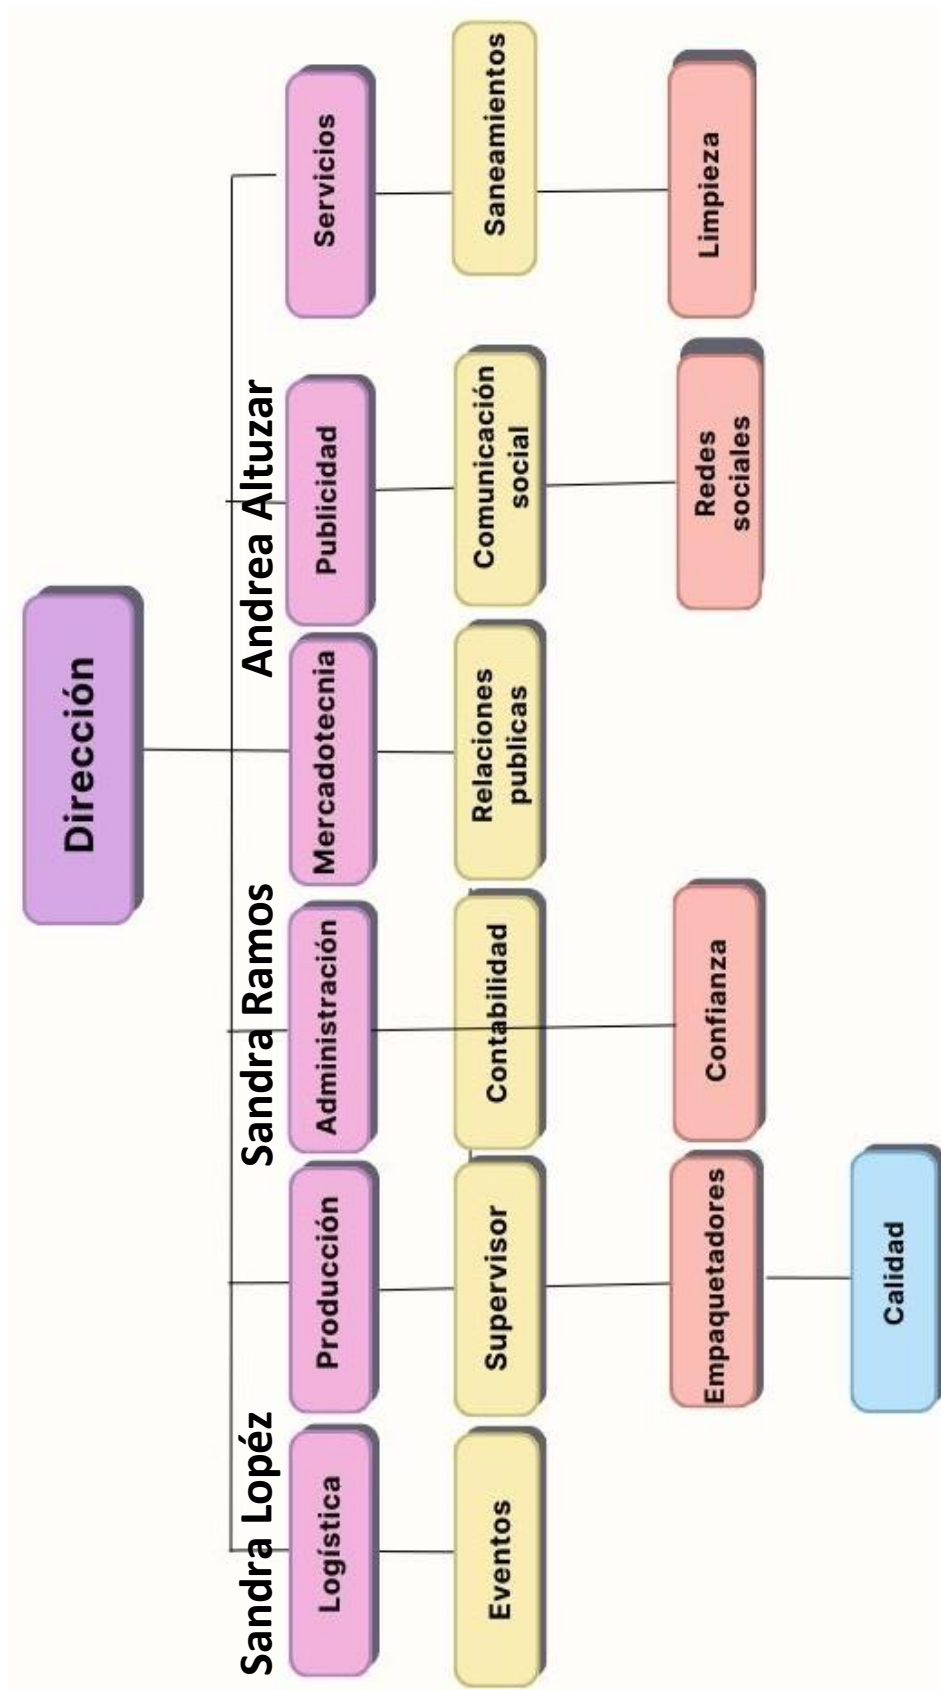 Dirección
Sandra Lopéz
Sandra Ramos
Andrea Altuzar
Logística
Producción
Administración
Mercadotecnia
Publicidad
Servicios
Eventos
Supervisor
Contabilidad
Relaciones
publicas
Comunicación
social
Saneamientos
Empaquetadores
Confianza
Redes
sociales
Limpieza
Calidad